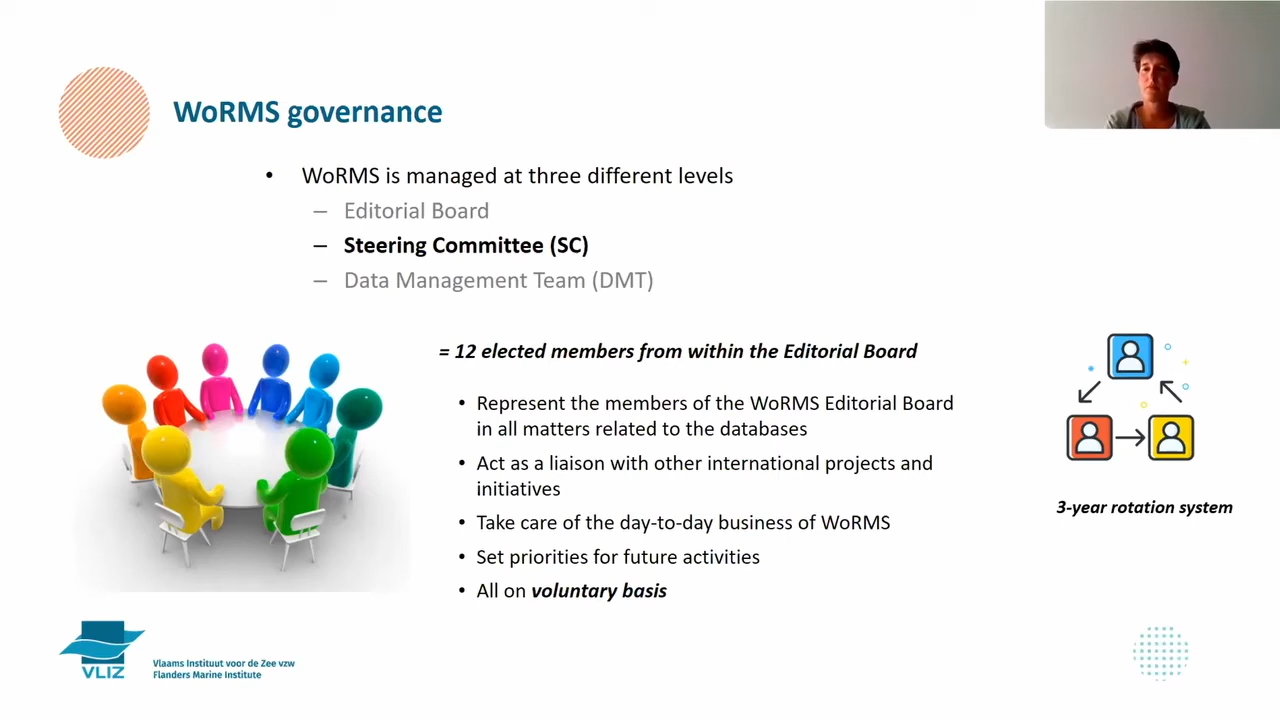 WoRMS governance
• WoRMS is managed at three different levels
– Editorial Board
– Steering Committee (SC)
– Data Management Team (DMT)
= 12 elected members from within the Editorial Board
• Represent the members of the WoRMS Editorial Board
in all matters related to the databases
• Act as a liaison with other international projects and
initiatives
• Take care of the day-to-day business of WoRMS
• Set priorities for future activities
• All on voluntary basis
3-year rotation system
VLIZ
Vlaams Instituut voor de Zee vzw
Flanders Marine Institute